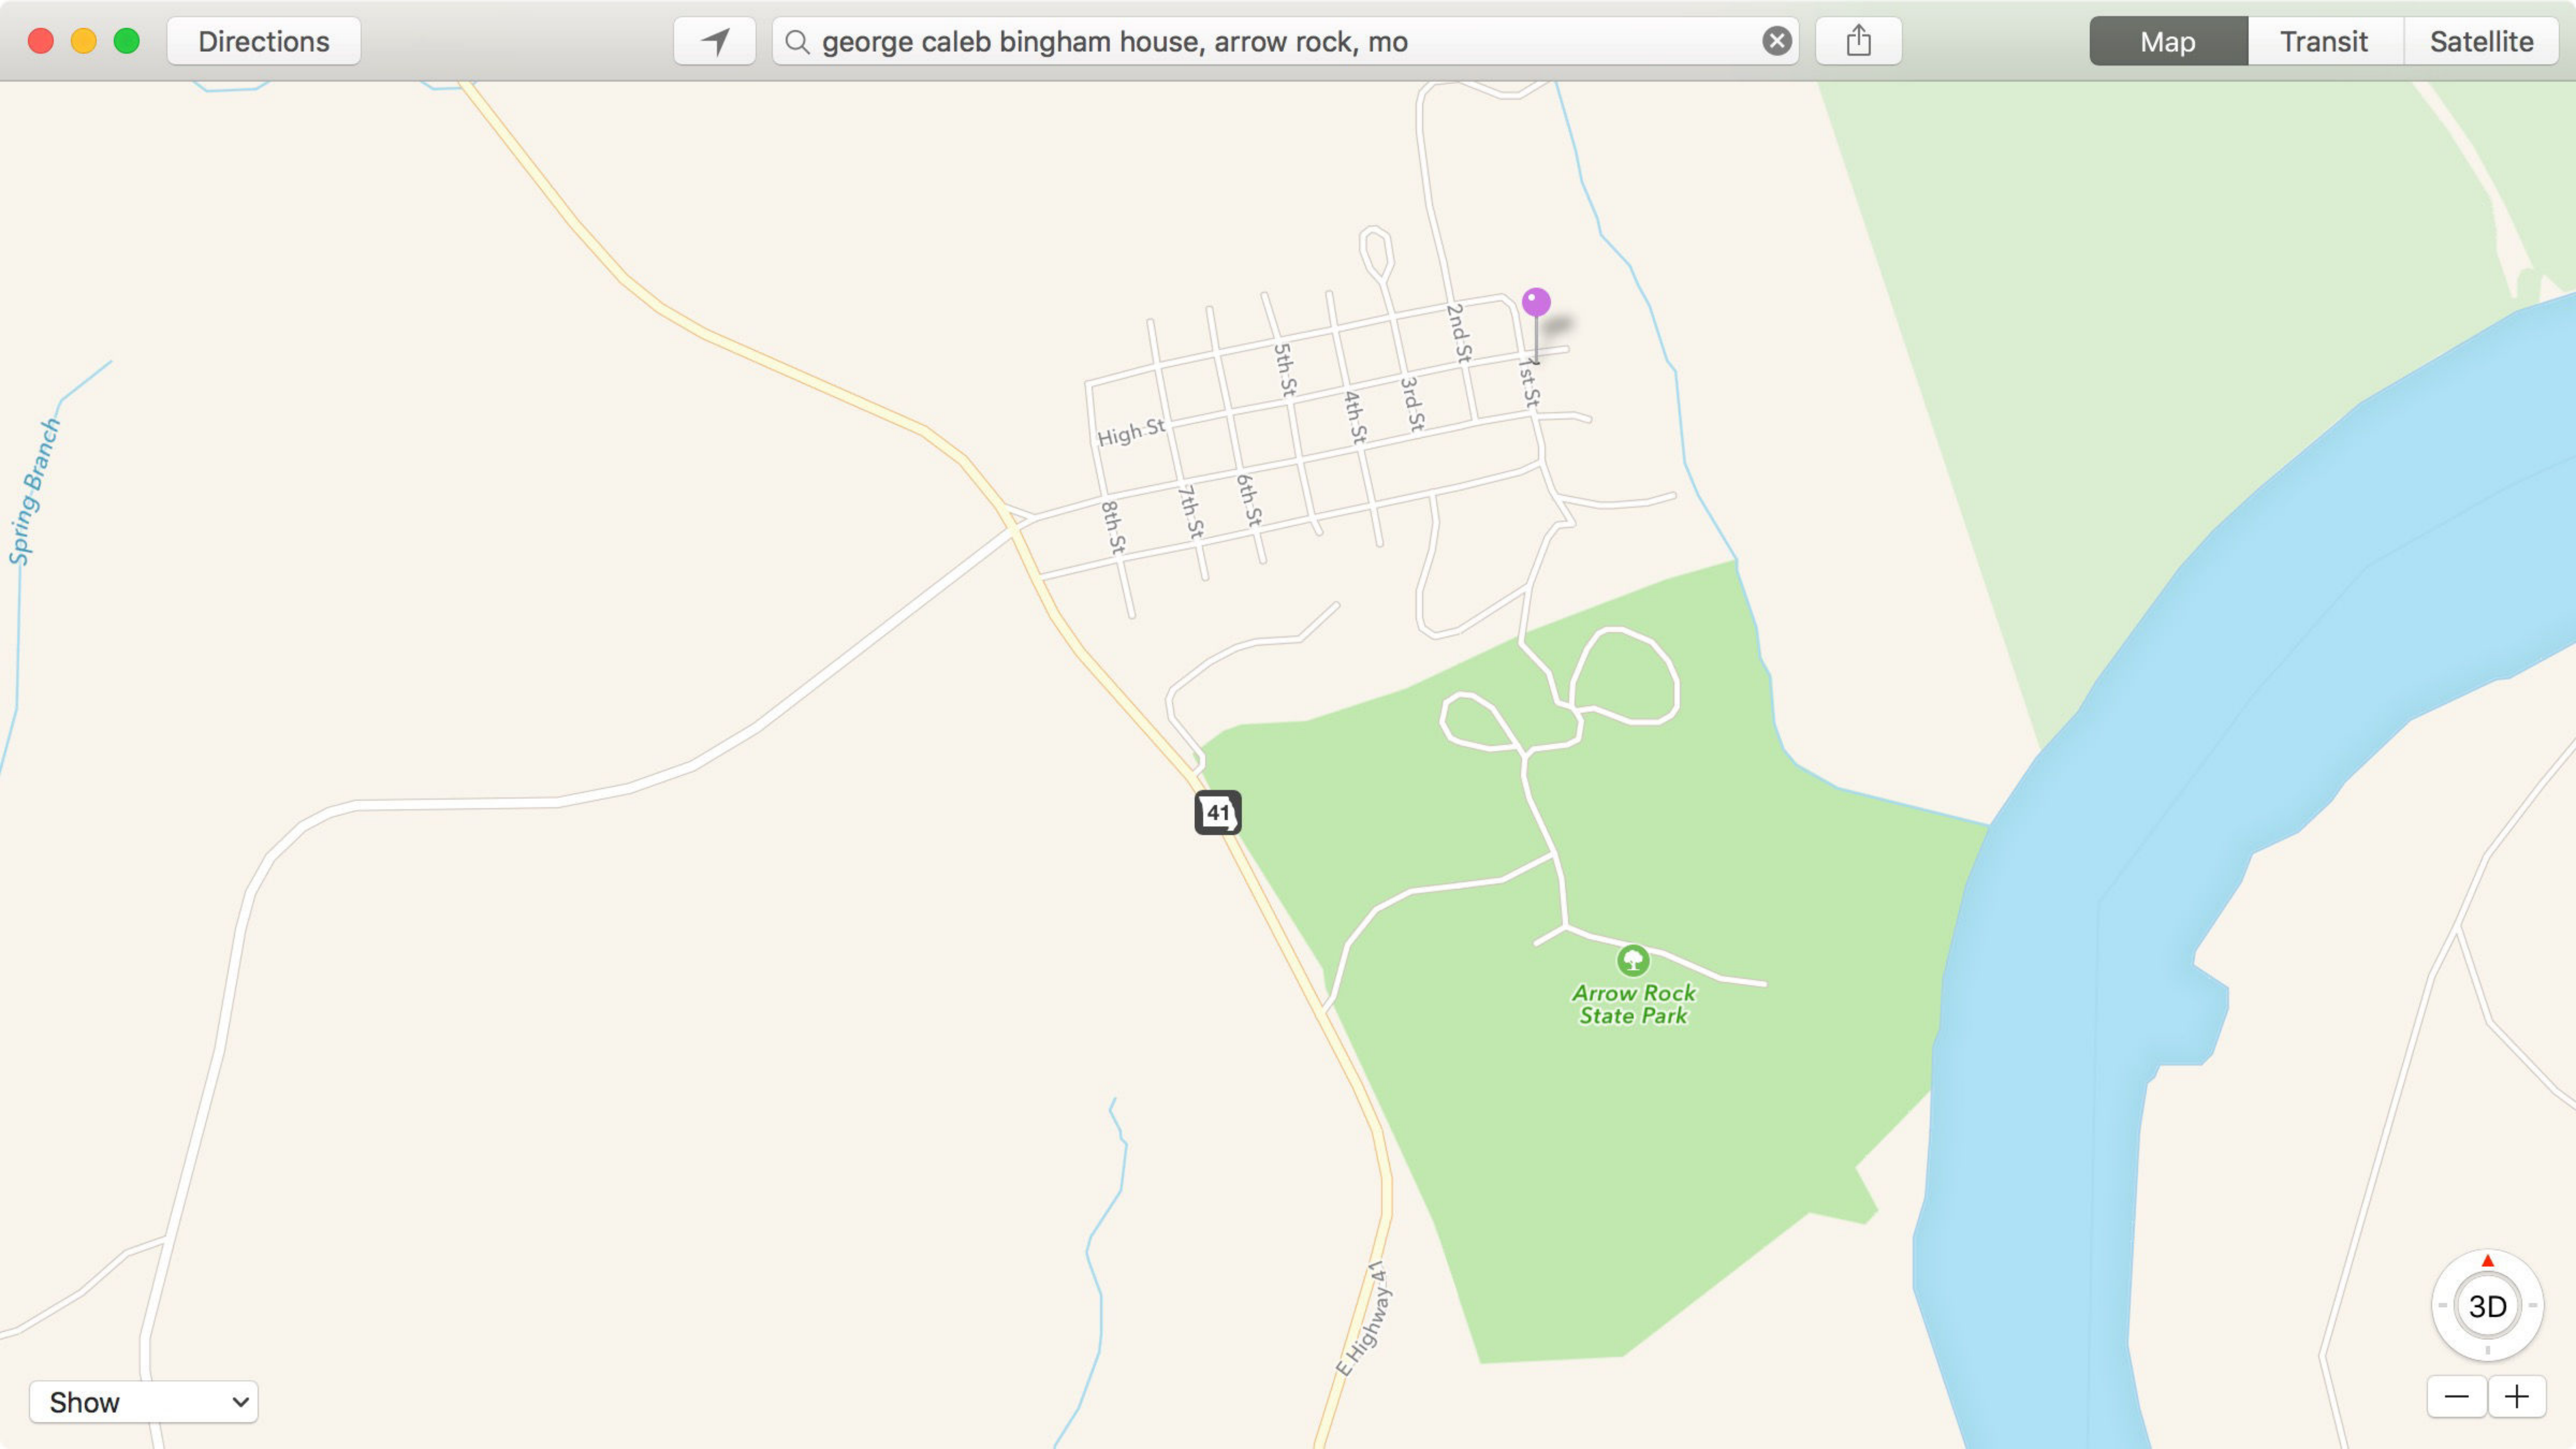 Directions
george caleb bingham house, arrow rock, mo
Map
Transit
Satellite
2nd St
5th St
1st St
3rd St
4th St
High St
Spring Branch
6th St
7th St
8th St
41
Arrow Rock
State Park
E Highway 41
3D
Show